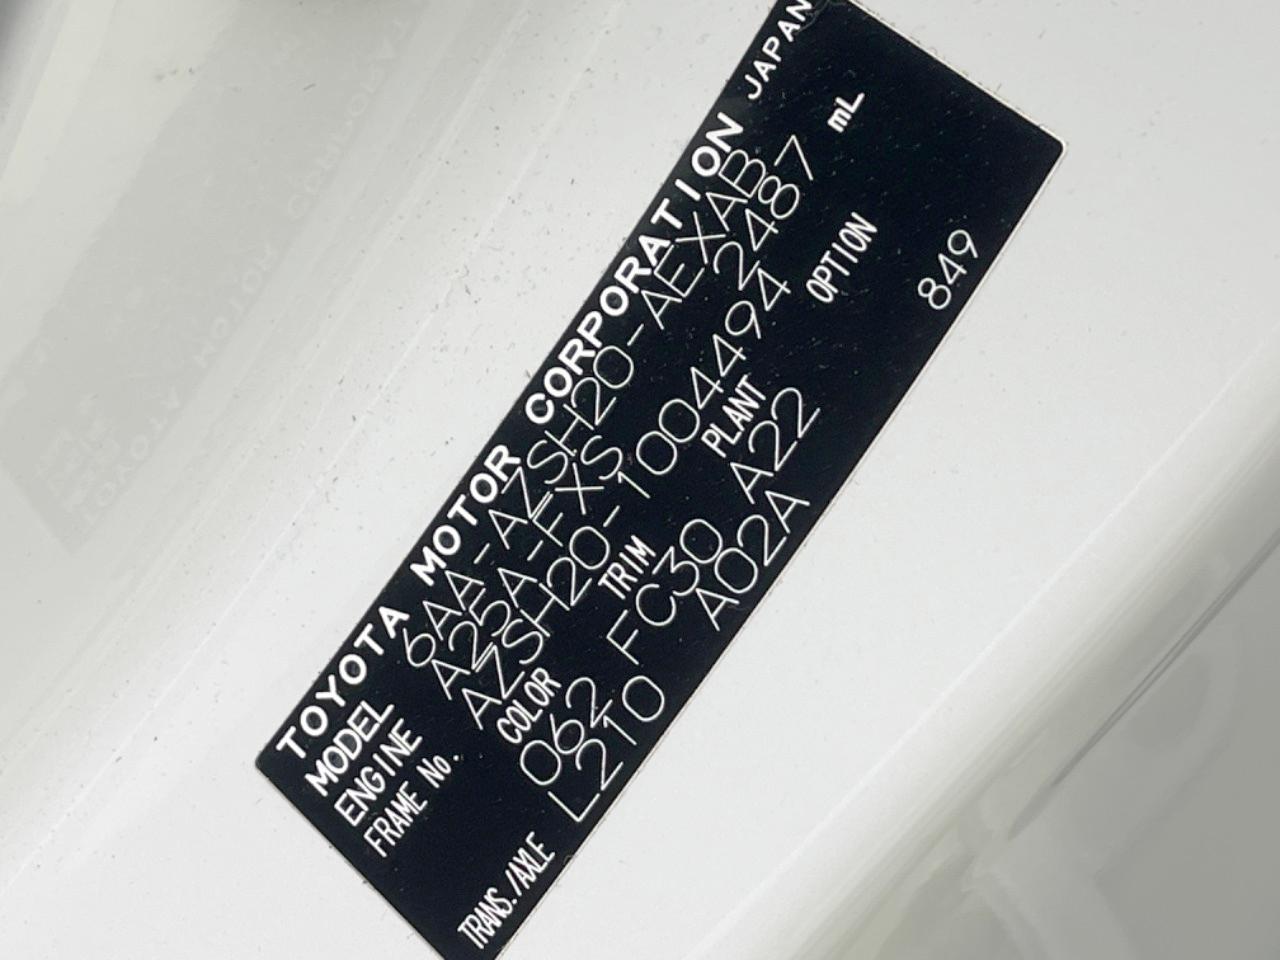 TOYOTA MOTOR CORPORATION JAPAN
MODEL 6AA-AZSH20-AEXAB
ENGINE A25A-FXS 2487 mL
FRAME No. AZSH20-1004494
COLOR TRIM PLANT OPTION
062 FC30 A22 849
TRANS./AXLE L210 A02A